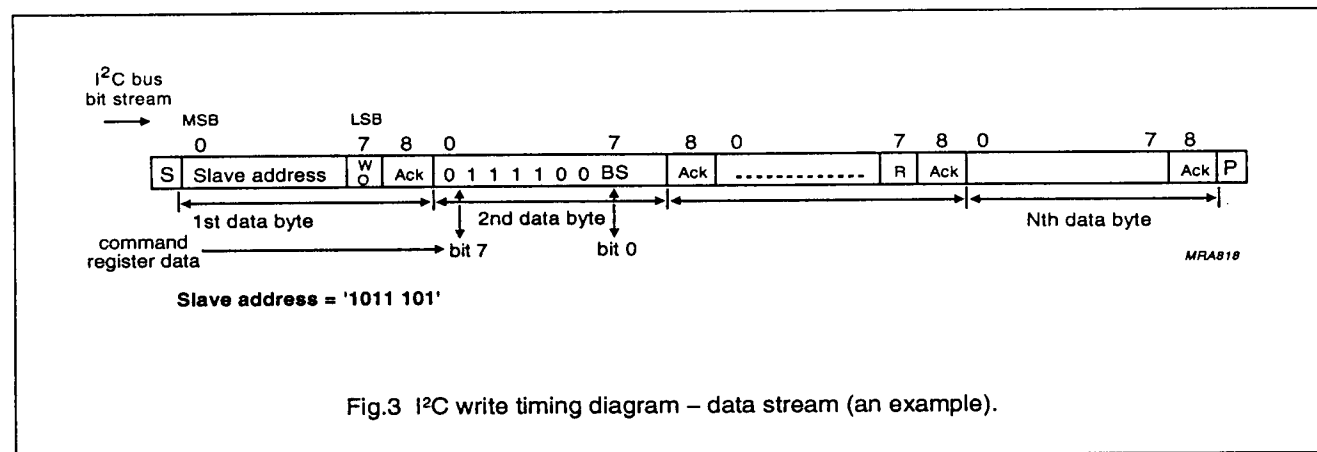 I²C bus
bit stream
MSB LSB
0 7 8 0 7 8 0 7 8 0 7 8
S Slave address W O Ack 0 1 1 1 1 0 0 BS Ack ------------- R Ack Ack P
1st data byte 2nd data byte Nth data byte
command
register data
bit 7 bit 0
MRA818
Slave address = '1011 101'
Fig.3 I²C write timing diagram – data stream (an example).